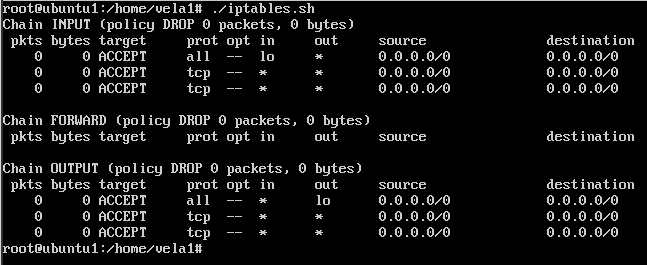 root@ubuntu1:/home/vela1# ./iptables.sh
Chain INPUT (policy DROP 0 packets, 0 bytes)
 pkts bytes target     prot opt in     out     source               destination
    0     0 ACCEPT     all  --  lo     *       0.0.0.0/0            0.0.0.0/0
    0     0 ACCEPT     tcp  --  *      *       0.0.0.0/0            0.0.0.0/0
    0     0 ACCEPT     tcp  --  *      *       0.0.0.0/0            0.0.0.0/0
Chain FORWARD (policy DROP 0 packets, 0 bytes)
 pkts bytes target     prot opt in     out     source               destination
Chain OUTPUT (policy DROP 0 packets, 0 bytes)
 pkts bytes target     prot opt in     out     source               destination
    0     0 ACCEPT     all  --  *      lo      0.0.0.0/0            0.0.0.0/0
    0     0 ACCEPT     tcp  --  *      *       0.0.0.0/0            0.0.0.0/0
    0     0 ACCEPT     tcp  --  *      *       0.0.0.0/0            0.0.0.0/0
root@ubuntu1:/home/vela1#